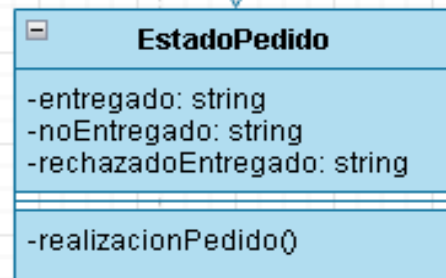 EstadoPedido
-entregado: string
-noEntregado: string
-rechazadoEntregado: string
-realizacionPedido()